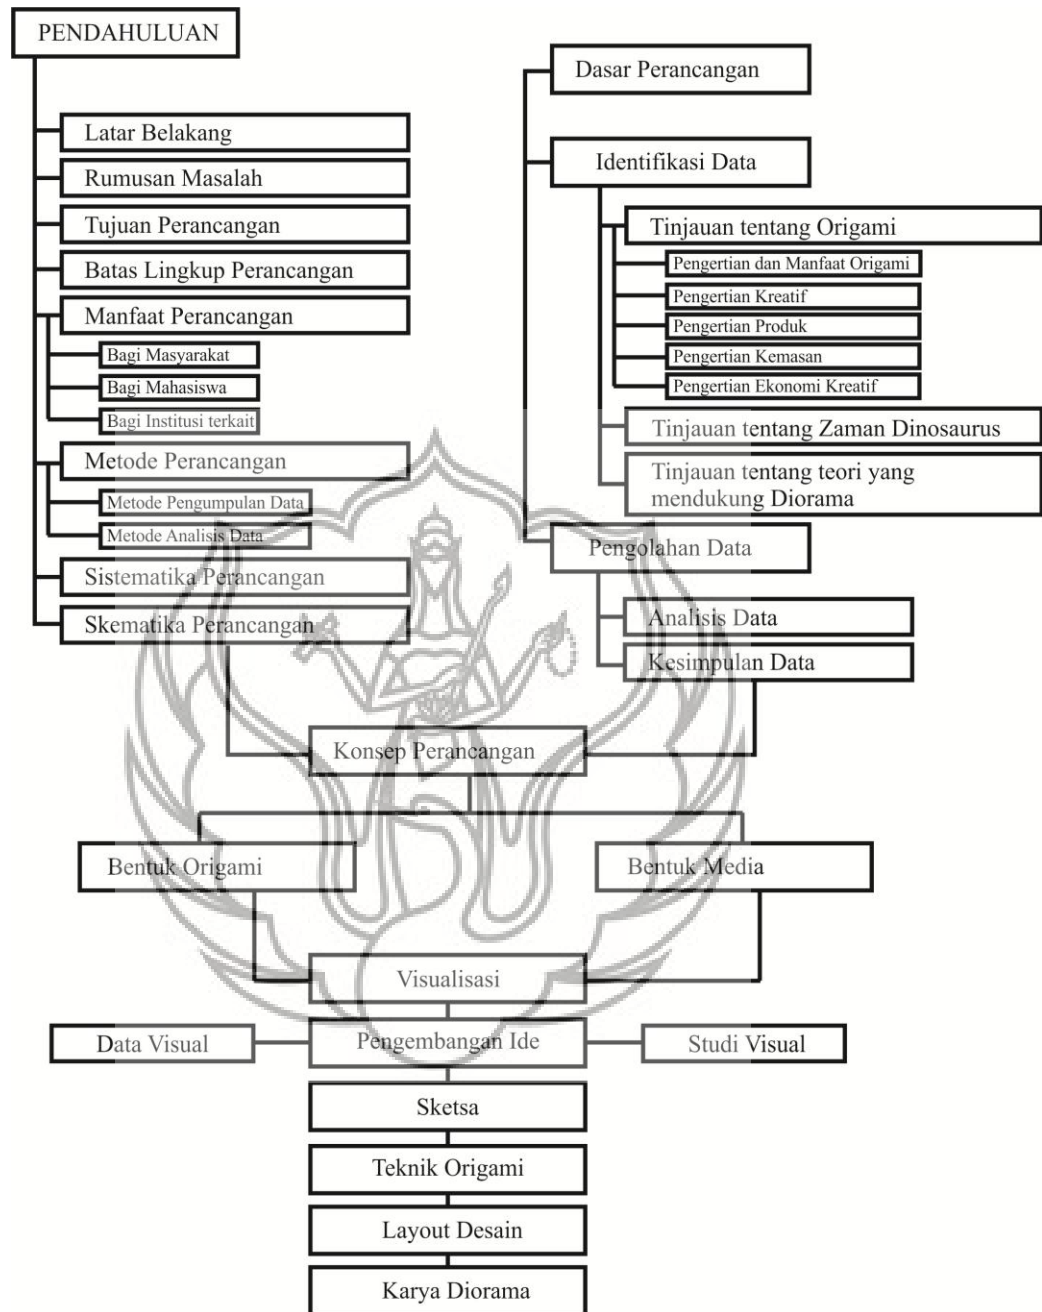 PENDAHULUAN
Latar Belakang
Rumusan Masalah
Tujuan Perancangan
Batas Lingkup Perancangan
Manfaat Perancangan
Bagi Masyarakat
Bagi Mahasiswa
Bagi Institusi terkait
Metode Perancangan
Metode Pengumpulan Data
Metode Analisis Data
Sistematika Perancangan
Skematika Perancangan
Dasar Perancangan
Identifikasi Data
Tinjauan tentang Origami
Pengertian dan Manfaat Origami
Pengertian Kreatif
Pengertian Produk
Pengertian Kemasan
Pengertian Ekonomi Kreatif
Tinjauan tentang Zaman Dinosaurus
Tinjauan tentang teori yang
mendukung Diorama
Pengolahan Data
Analisis Data
Kesimpulan Data
Konsep Perancangan
Bentuk Origami
Bentuk Media
Visualisasi
Data Visual
Pengembangan Ide
Studi Visual
Sketsa
Teknik Origami
Layout Desain
Karya Diorama